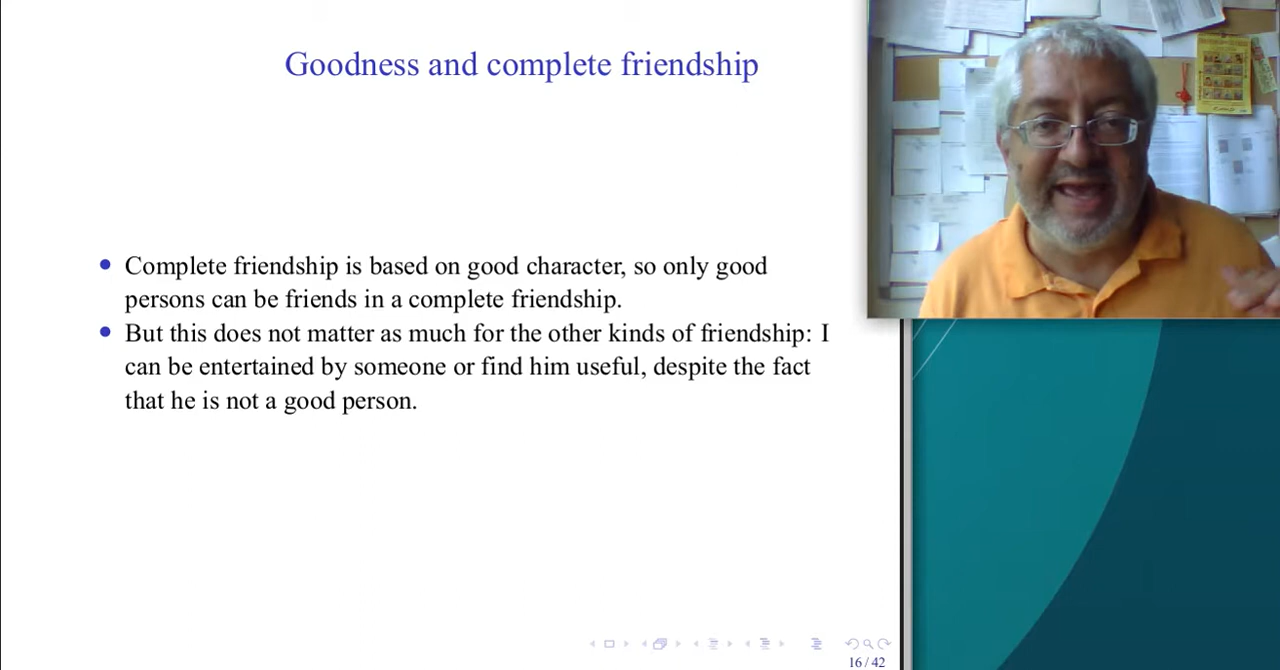 Goodness and complete friendship
Complete friendship is based on good character, so only good
persons can be friends in a complete friendship.
But this does not matter as much for the other kinds of friendship: I
can be entertained by someone or find him useful, despite the fact
that he is not a good person.
16 / 42